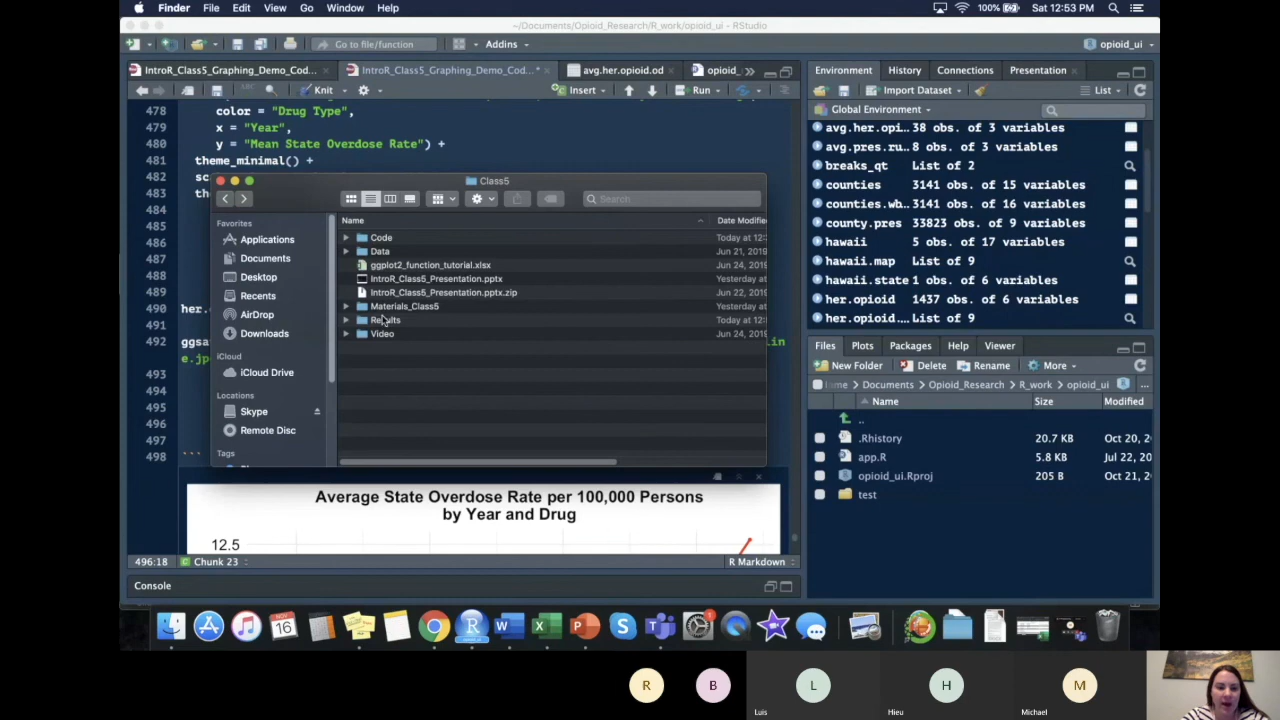 Finder File Edit View Go Window Help 100% Sat 12:53 PM
~/Documents/Opioid_Research/R_work/opioid_ui - RStudio
Go to file/function Addins opioid_ui
IntroR_Class5_Graphing_Demo_Cod... IntroR_Class5_Graphing_Demo_Cod...* avg.her.opioid.od opioid_
Knit Insert Run
478
479 color = "Drug Type",
480 x = "Year",
481 y = "Mean State Overdose Rate") +
482 theme_minimal() +
483 sc
484 the
485
486
487
488
489
490 her.
491
492 ggsa in
e.jp
493
494
495
496
497
498 ```
Class5
Search
Favorites
Applications
Documents
Desktop
Recents
AirDrop
Downloads
iCloud
iCloud Drive
Locations
Skype
Remote Disc
Tags
Name Date Modifie
Code Today at 12:
Data Jun 21, 2019
ggplot2_function_tutorial.xlsx Jun 24, 2019
IntroR_Class5_Presentation.pptx Yesterday at
IntroR_Class5_Presentation.pptx.zip Jun 22, 2019
Materials_Class5 Yesterday at
Results Today at 12:
Video Jun 24, 2019
Average State Overdose Rate per 100,000 Persons
by Year and Drug
12.5
496:18 Chunk 23 R Markdown
Console
Environment History Connections Presentation
Import Dataset List
Global Environment
avg.her.opi... 38 obs. of 3 variables
avg.pres.ru... 8 obs. of 3 variables
breaks_qt List of 2
counties 3141 obs. of 15 variables
counties.wb... 3141 obs. of 16 variables
county.pres 33823 obs. of 9 variables
hawaii 5 obs. of 17 variables
hawaii.map List of 9
hawaii.state 1 obs. of 6 variables
her.opioid 1437 obs. of 6 variables
her.opioid.... List of 9
Files Plots Packages Help Viewer
New Folder Delete Rename More
Documents Opioid_Research R_work opioid_ui ...
Name Size Modified
..
.Rhistory 20.7 KB Oct 20, 2
app.R 5.8 KB Jul 22, 20
opioid_ui.Rproj 205 B Oct 21, 2
test
R B L H M
Luis Hieu Michael